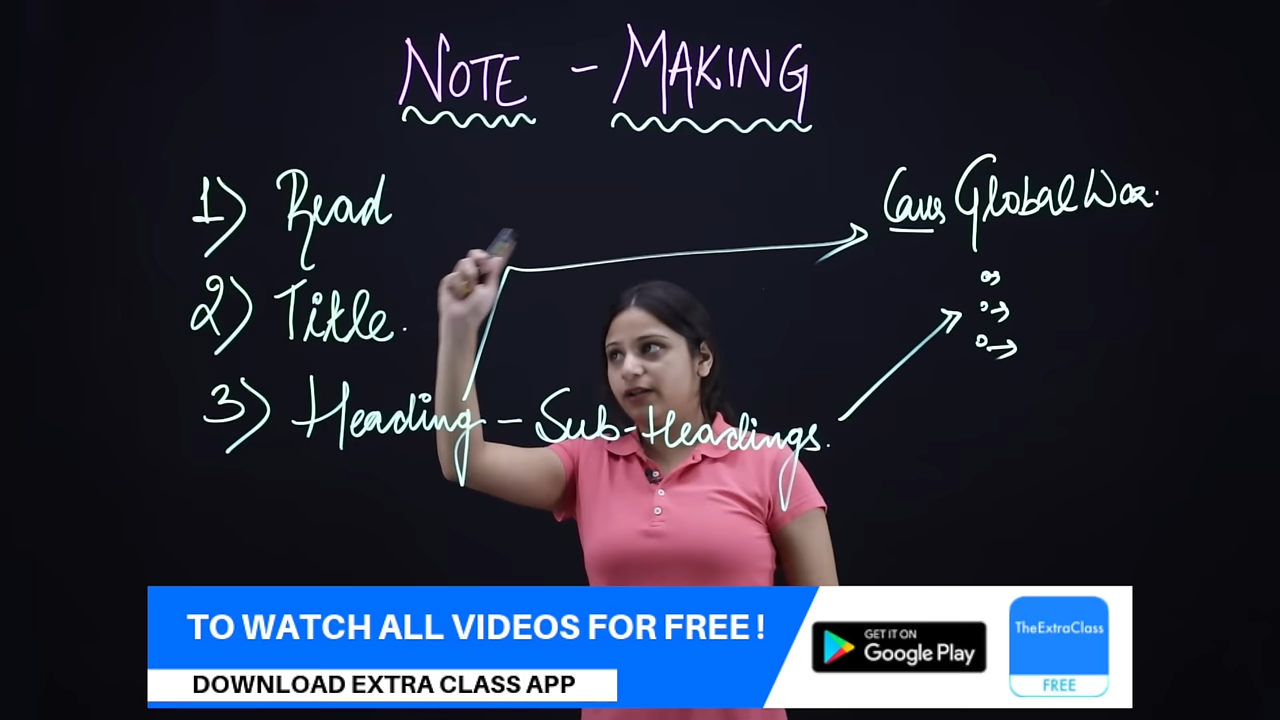 NOTE - MAKING
1) Read
Caus Global War.
2) Title.
3) Heading - Sub-Headings.
TO WATCH ALL VIDEOS FOR FREE !
DOWNLOAD EXTRA CLASS APP
GET IT ON
Google Play
TheExtraClass
FREE